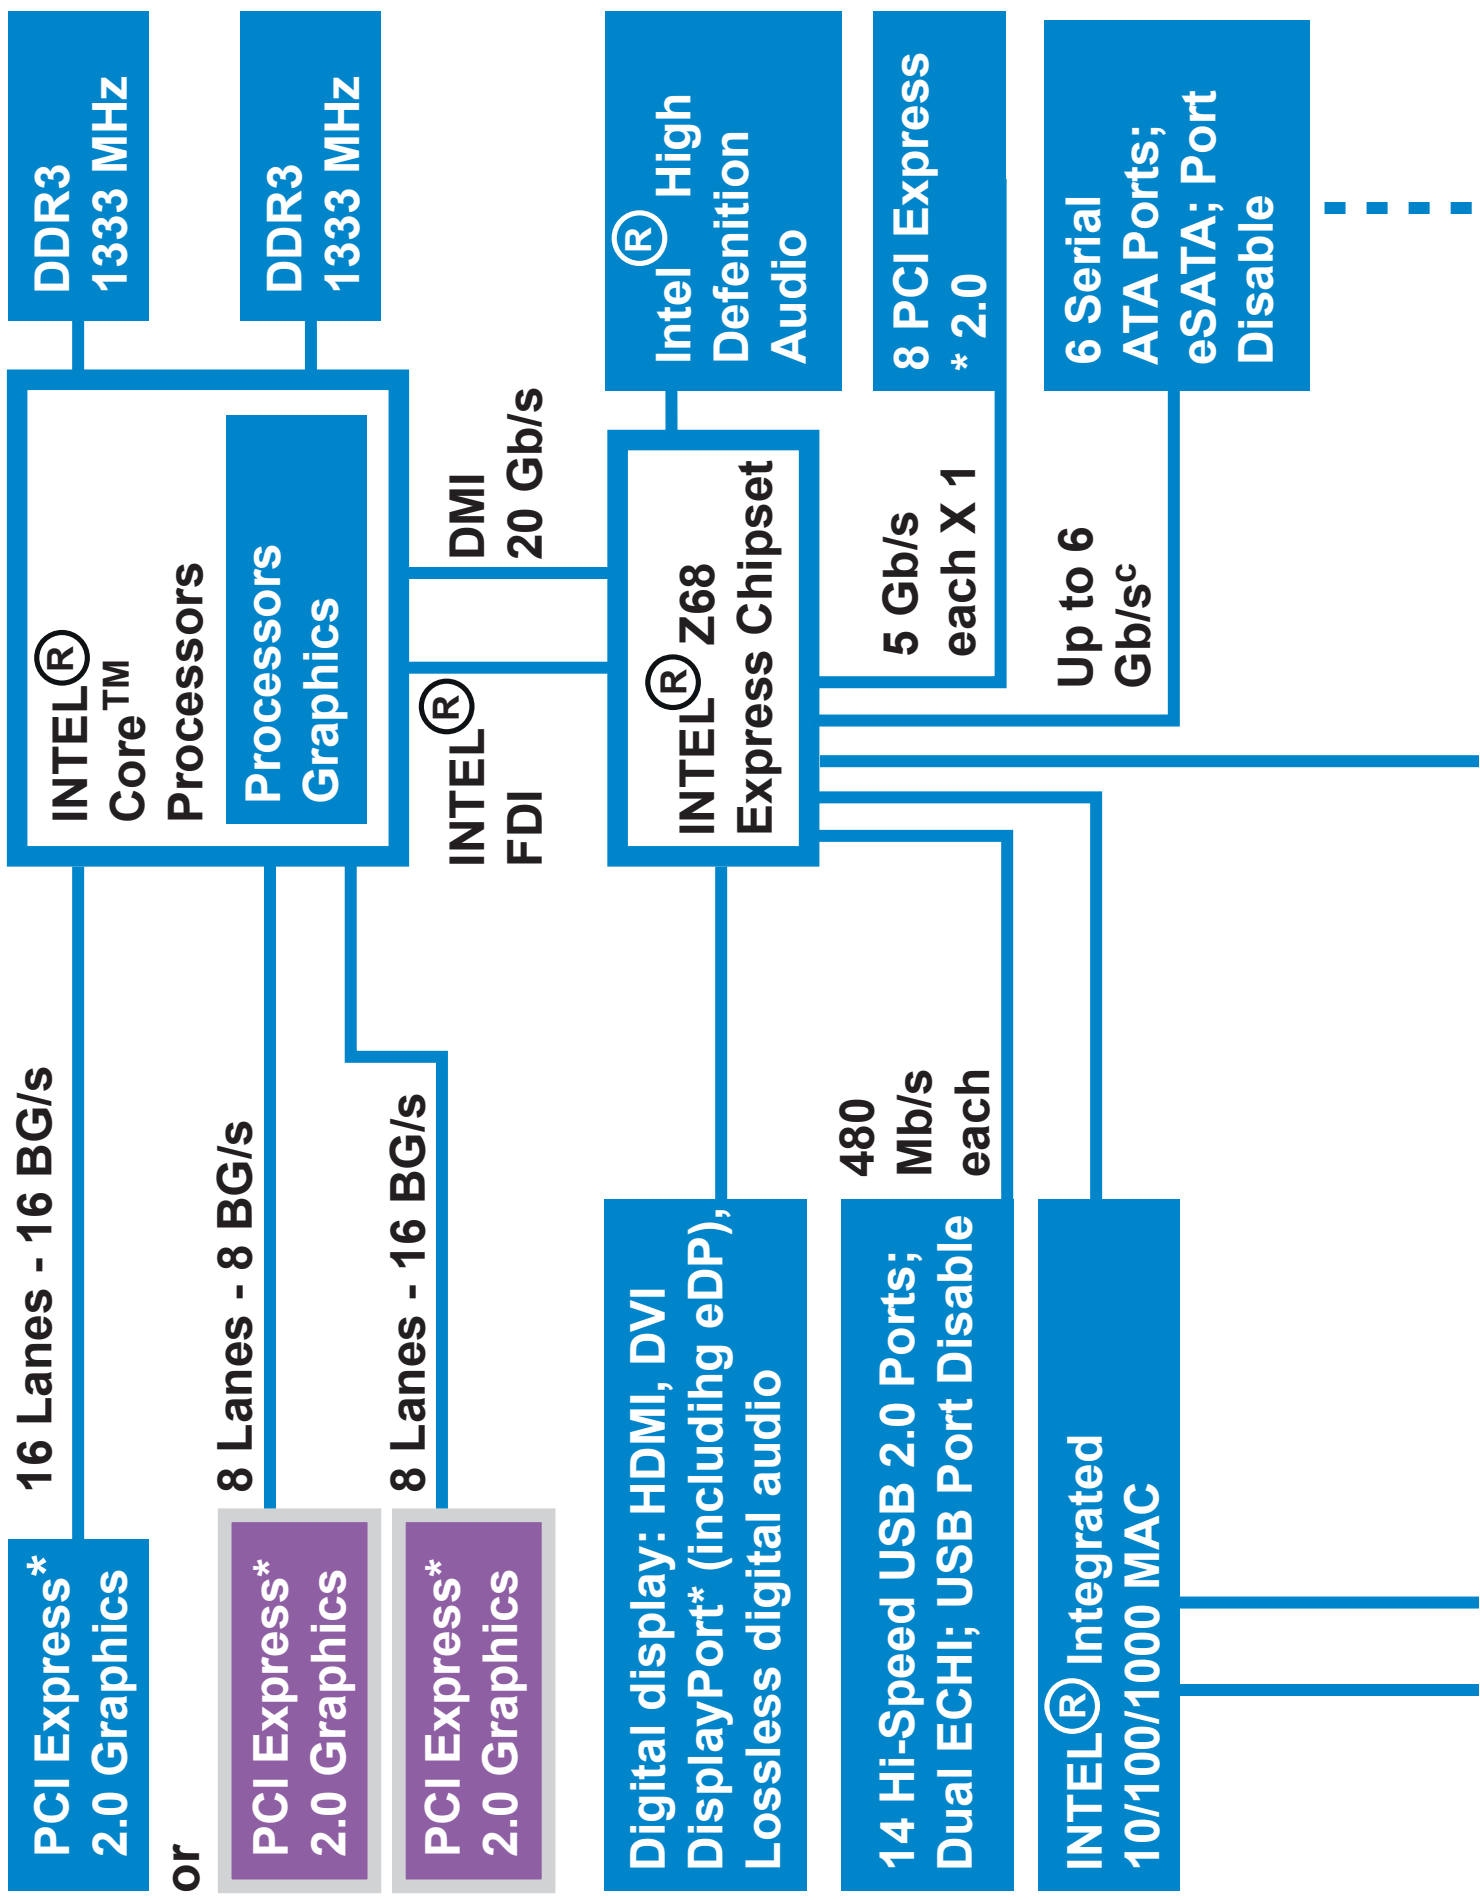 PCI Express*
2.0 Graphics
16 Lanes - 16 BG/s
or
PCI Express*
2.0 Graphics
8 Lanes - 8 BG/s
PCI Express*
2.0 Graphics
8 Lanes - 16 BG/s
INTEL®
Core™
Processors
Processors
Graphics
DDR3
1333 MHz
DDR3
1333 MHz
INTEL®
FDI
DMI
20 Gb/s
Digital display: HDMI, DVI
DisplayPort* (includihg eDP),
Lossless digital audio
INTEL® Z68
Express Chipset
Intel® High
Defenition
Audio
14 Hi-Speed USB 2.0 Ports;
Dual ECHI; USB Port Disable
480
Mb/s
each
5 Gb/s
each X 1
8 PCI Express
* 2.0
INTEL® Integrated
10/100/1000 MAC
Up to 6
Gb/sᶜ
6 Serial
ATA Ports;
eSATA; Port
Disable